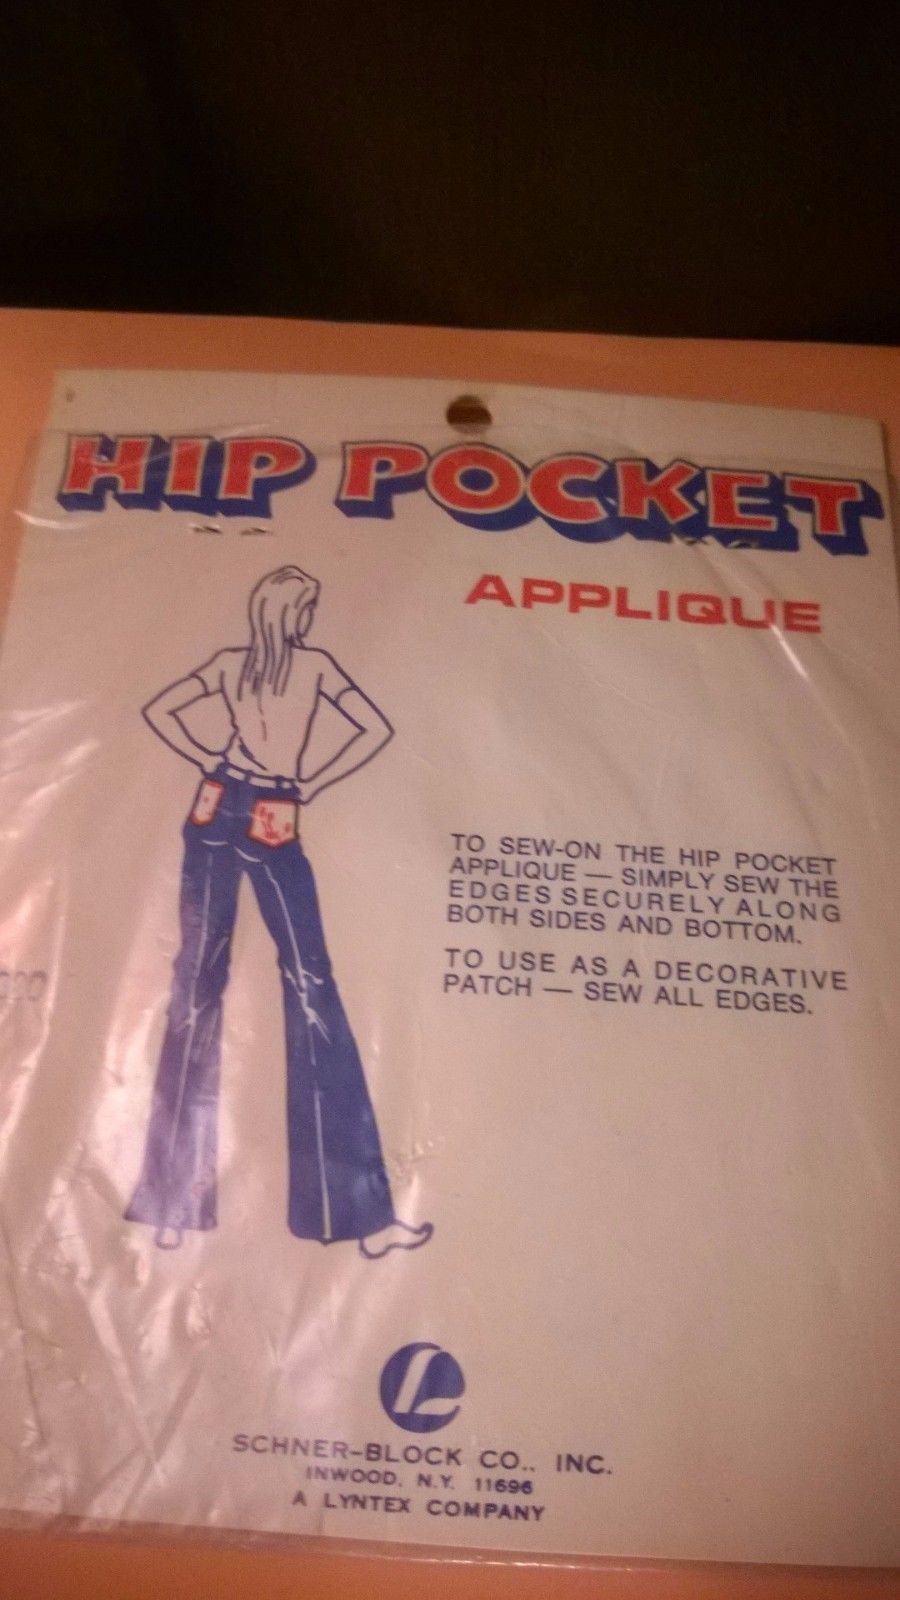 HIP POCKET
APPLIQUE
TO SEW-ON THE HIP POCKET
APPLIQUE — SIMPLY SEW THE
EDGES SECURELY ALONG
BOTH SIDES AND BOTTOM.
TO USE AS A DECORATIVE
PATCH — SEW ALL EDGES.
L
SCHNER-BLOCK CO., INC.
INWOOD, N.Y. 11696
A LYNTEX COMPANY